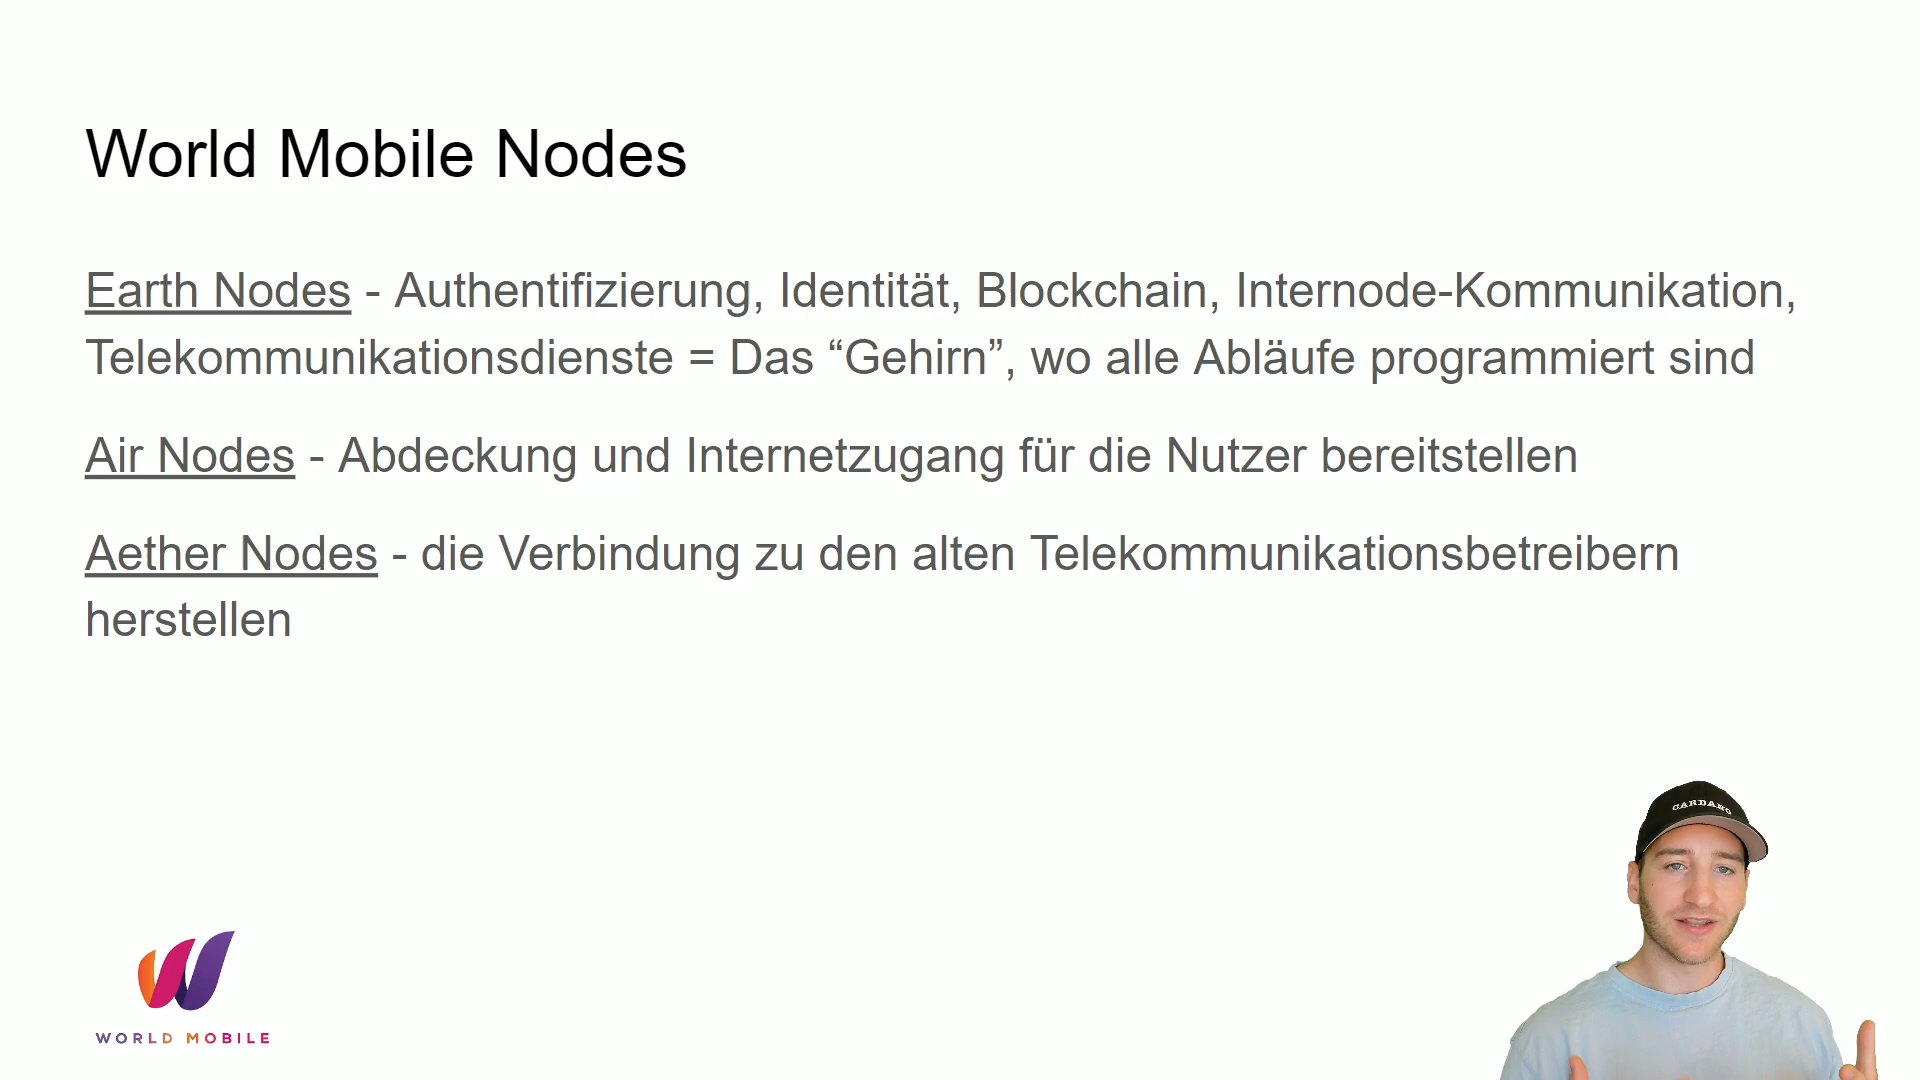 World Mobile Nodes
Earth Nodes - Authentifizierung, Identität, Blockchain, Internode-Kommunikation,
Telekommunikationsdienste = Das “Gehirn”, wo alle Abläufe programmiert sind
Air Nodes - Abdeckung und Internetzugang für die Nutzer bereitstellen
Aether Nodes - die Verbindung zu den alten Telekommunikationsbetreibern
herstellen
CARDANO
WORLD MOBILE